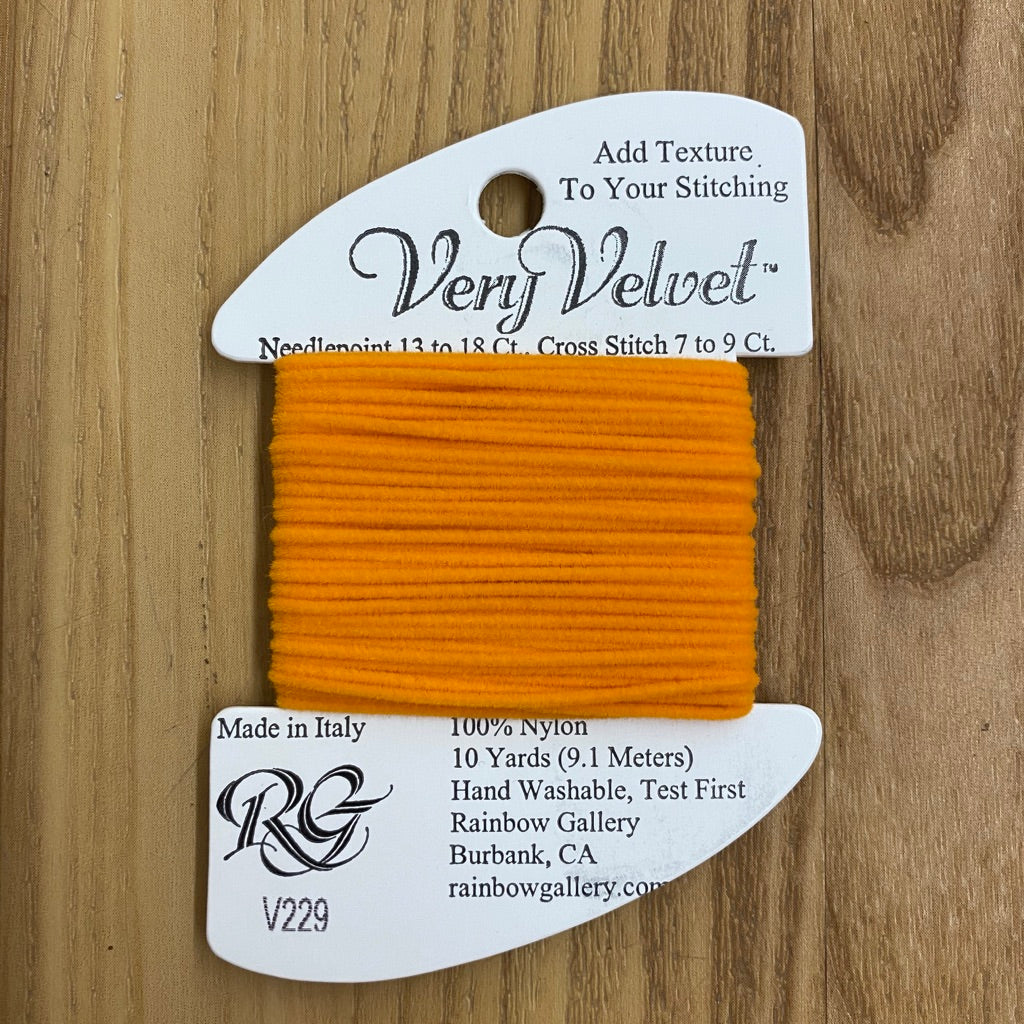 Add Texture
To Your Stitching
Very Velvet™
Needlepoint 13 to 18 Ct., Cross Stitch 7 to 9 Ct.
Made in Italy
RG
V229
100% Nylon
10 Yards (9.1 Meters)
Hand Washable, Test First
Rainbow Gallery
Burbank, CA
rainbowgallery.com